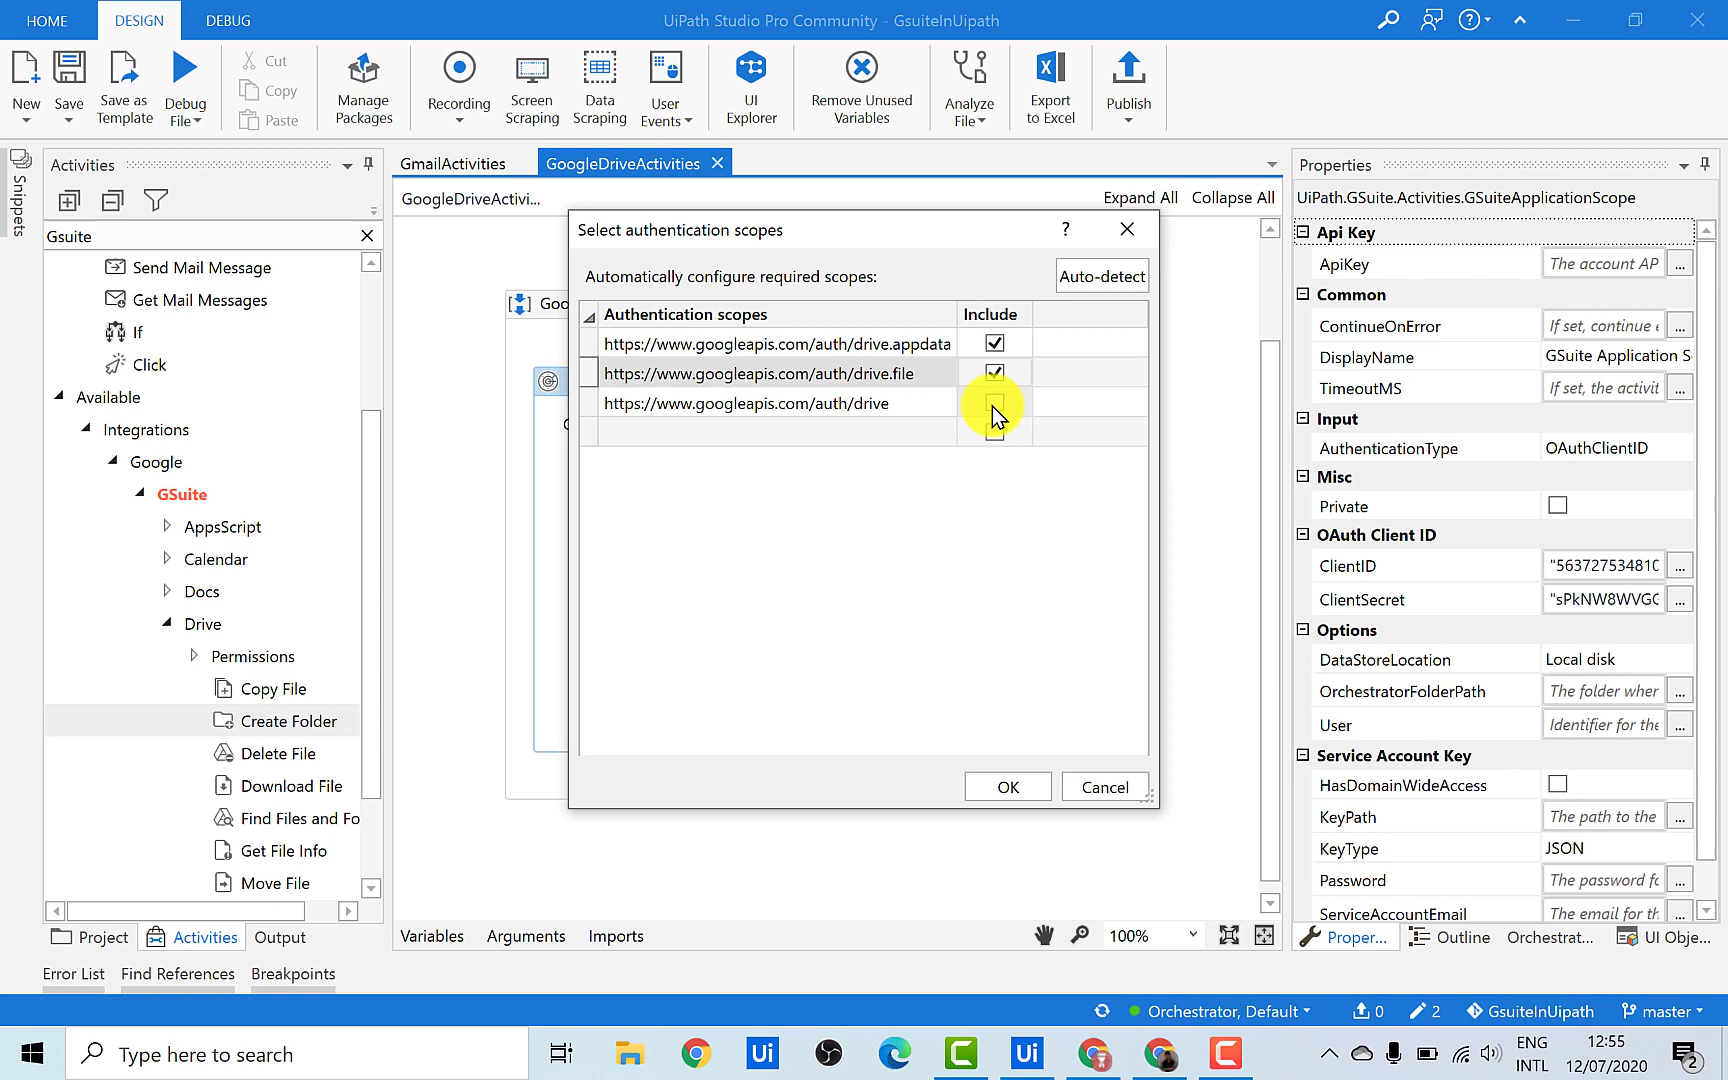 HOME
DESIGN
DEBUG
UiPath Studio Pro Community - GsuiteInUipath
New
Save
Save as Template
Debug File
Cut
Copy
Paste
Manage Packages
Recording
Screen Scraping
Data Scraping
User Events
UI Explorer
Remove Unused Variables
Analyze File
Export to Excel
Publish
Snippets
Activities
Gsuite
Send Mail Message
Get Mail Messages
If
Click
Available
Integrations
Google
GSuite
AppsScript
Calendar
Docs
Drive
Permissions
Copy File
Create Folder
Delete File
Download File
Find Files and Fo
Get File Info
Move File
Project
Activities
Output
Error List
Find References
Breakpoints
GmailActivities
GoogleDriveActivities
GoogleDriveActivi...
Expand All
Collapse All
Goo
Select authentication scopes
?
Automatically configure required scopes:
Auto-detect
Authentication scopes
Include
https://www.googleapis.com/auth/drive.appdata
https://www.googleapis.com/auth/drive.file
https://www.googleapis.com/auth/drive
OK
Cancel
Variables
Arguments
Imports
100%
Properties
UiPath.GSuite.Activities.GSuiteApplicationScope
Api Key
ApiKey The account AP ...
Common
ContinueOnError If set, continue e ...
DisplayName GSuite Application S
TimeoutMS If set, the activit ...
Input
AuthenticationType OAuthClientID
Misc
Private
OAuth Client ID
ClientID "563727534810 ...
ClientSecret "sPkNW8WVGG ...
Options
DataStoreLocation Local disk
OrchestratorFolderPath The folder wher ...
User Identifier for the ...
Service Account Key
HasDomainWideAccess
KeyPath The path to the ...
KeyType JSON
Password The password fo ...
ServiceAccountEmail The email for th ...
Proper...
Outline
Orchestrat...
UI Obje...
Orchestrator, Default
0
2
GsuiteInUipath
master
Type here to search
Ui
Ui
ENG
INTL
12:55
12/07/2020
2